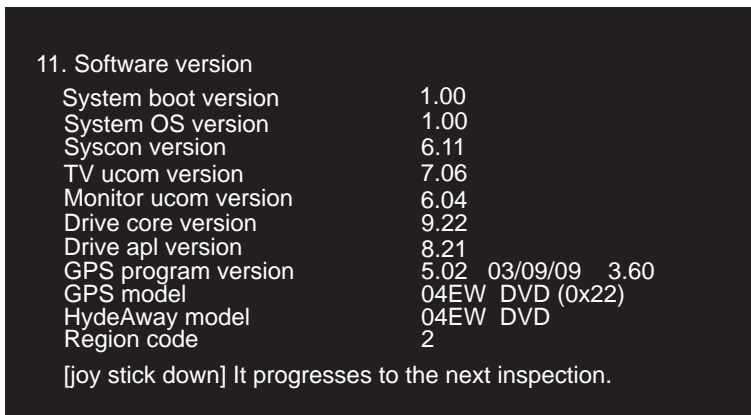 11. Software version
System boot version 1.00
System OS version 1.00
Syscon version 6.11
TV ucom version 7.06
Monitor ucom version 6.04
Drive core version 9.22
Drive apl version 8.21
GPS program version 5.02 03/09/09 3.60
GPS model 04EW DVD (0x22)
HydeAway model 04EW DVD
Region code 2
[joy stick down] It progresses to the next inspection.